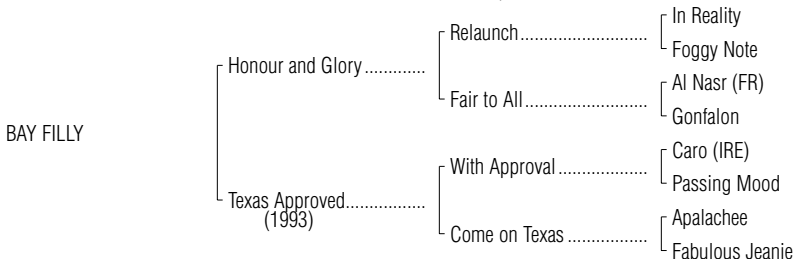 In Reality
Relaunch..............................
Foggy Note
Honour and Glory.............
Al Nasr (FR)
Fair to All.............................
Gonfalon
BAY FILLY
Caro (IRE)
With Approval.....................
Passing Mood
Texas Approved.................
(1993)
Apalachee
Come on Texas...................
Fabulous Jeanie